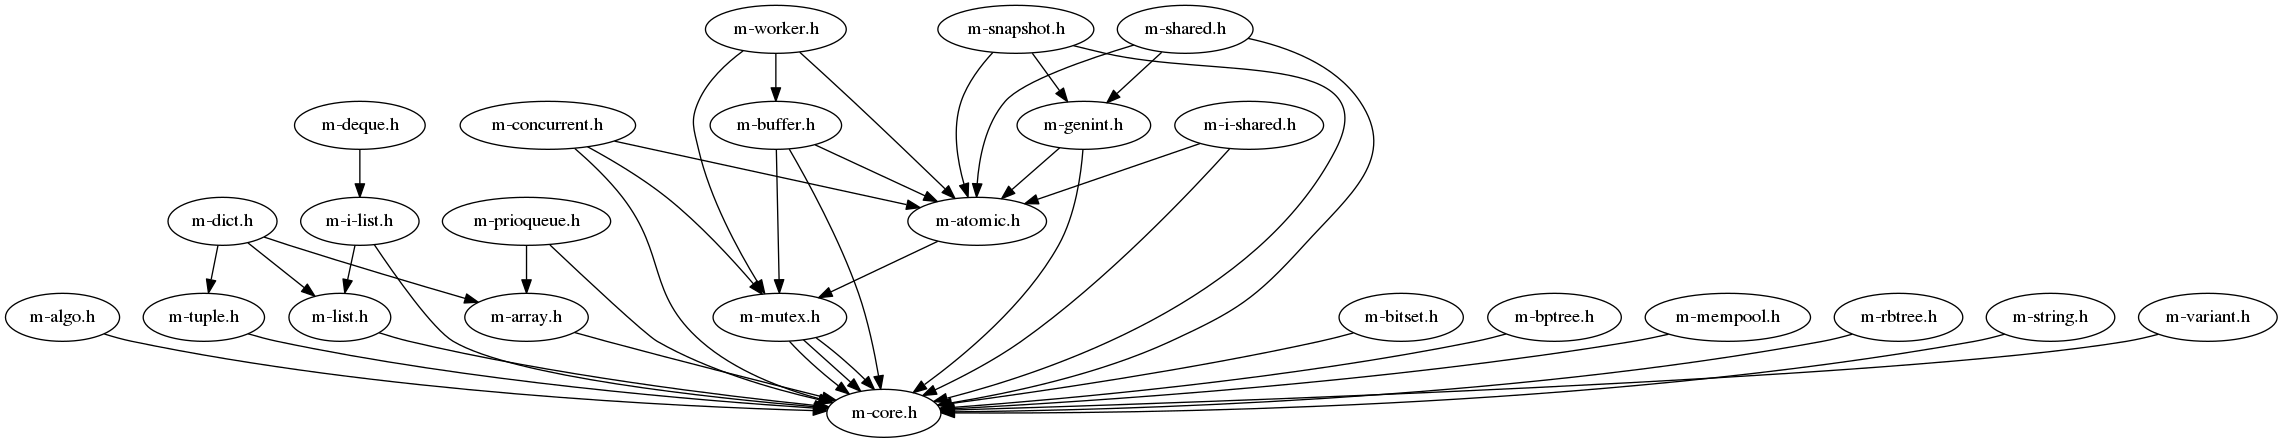 m-worker.h
m-snapshot.h
m-shared.h
m-deque.h
m-concurrent.h
m-buffer.h
m-genint.h
m-i-shared.h
m-dict.h
m-i-list.h
m-prioqueue.h
m-atomic.h
m-algo.h
m-tuple.h
m-list.h
m-array.h
m-mutex.h
m-bitset.h
m-bptree.h
m-mempool.h
m-rbtree.h
m-string.h
m-variant.h
m-core.h